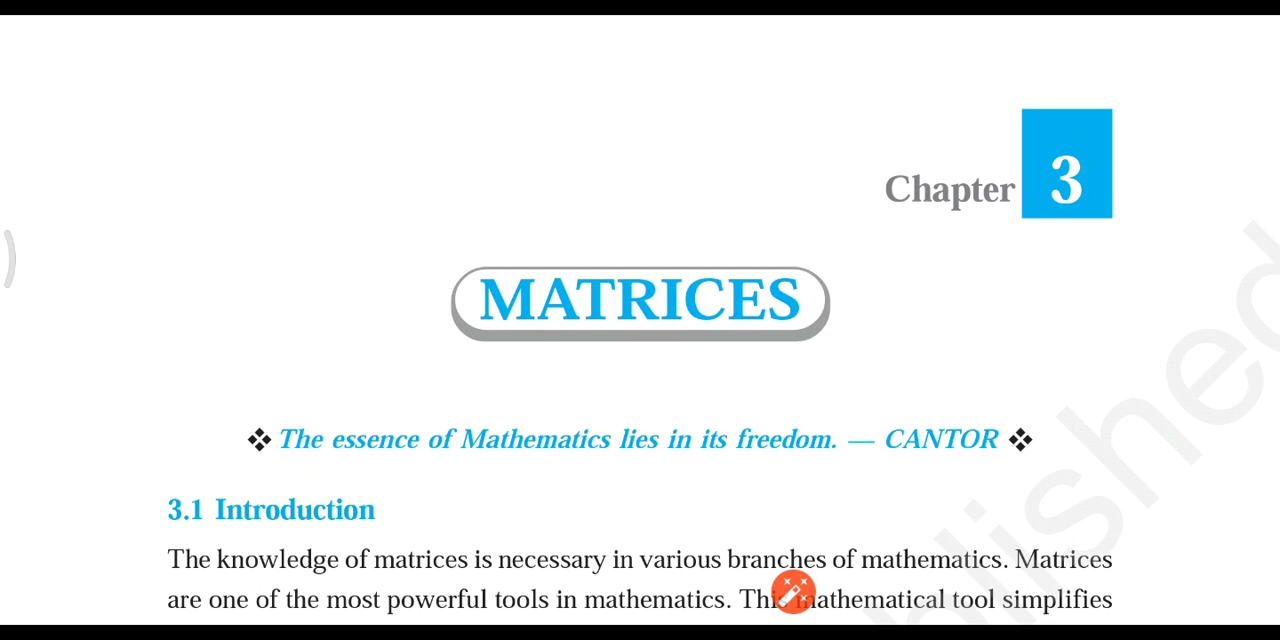 Chapter 3
MATRICES
❖ The essence of Mathematics lies in its freedom. — CANTOR ❖
3.1 Introduction
The knowledge of matrices is necessary in various branches of mathematics. Matrices
are one of the most powerful tools in mathematics. This mathematical tool simplifies
blished